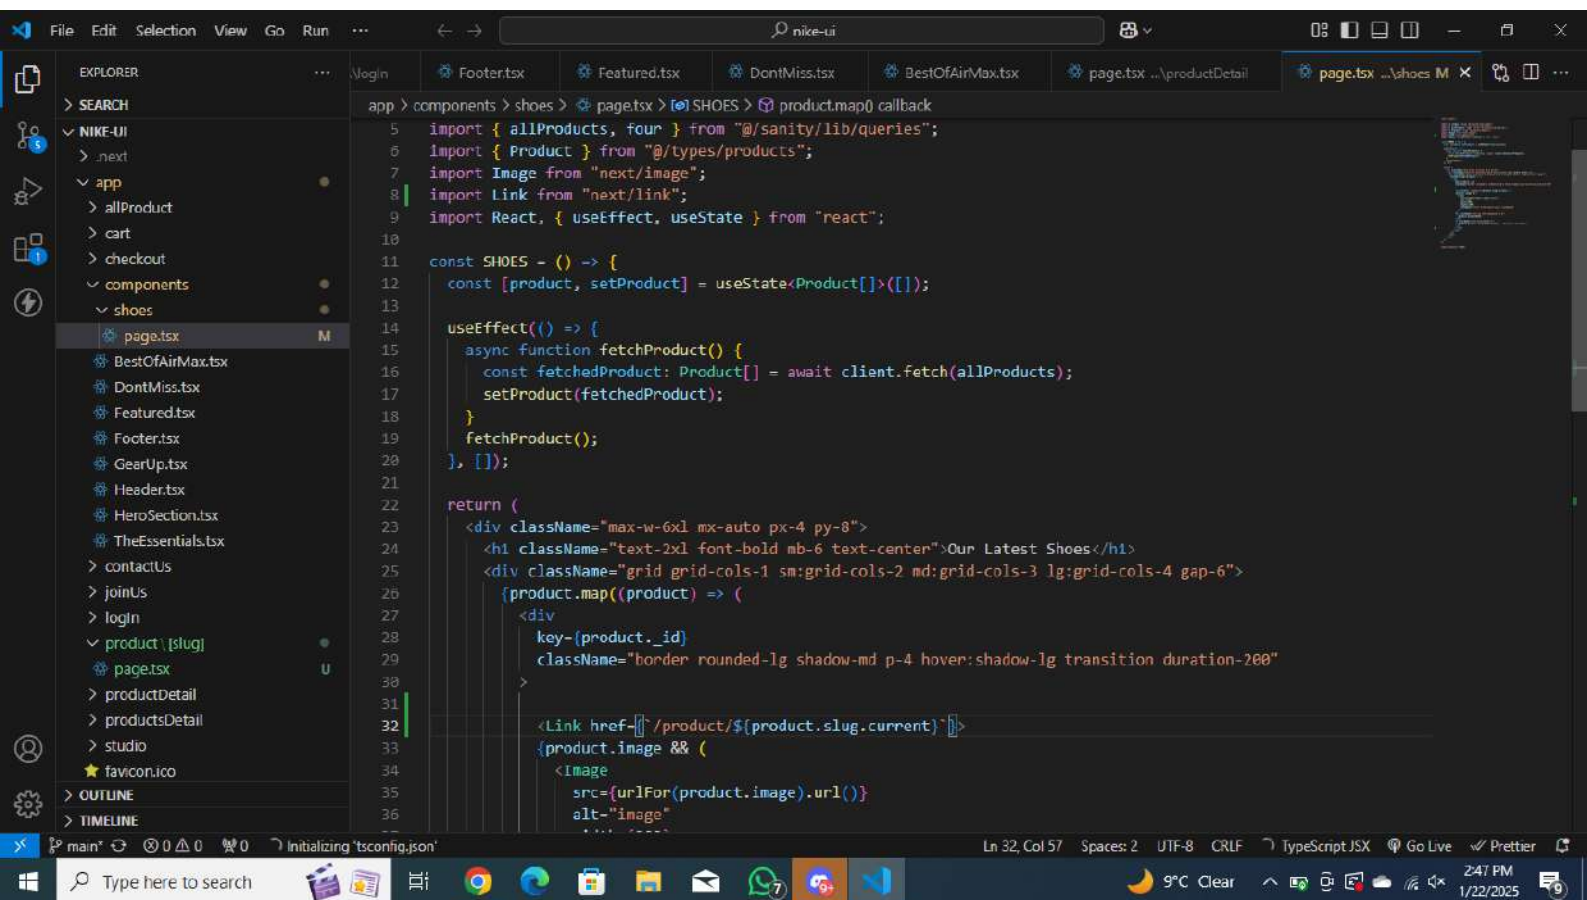 File Edit Selection View Go Run ··· nike-ui
EXPLORER ···
\login Footer.tsx Featured.tsx DontMiss.tsx BestOfAirMax.tsx page.tsx ...\productDetail page.tsx ...\shoes M
SEARCH
NIKE-UI
.next
app
allProduct
cart
checkout
components
shoes
page.tsx M
BestOfAirMax.tsx
DontMiss.tsx
Featured.tsx
Footer.tsx
GearUp.tsx
Header.tsx
HeroSection.tsx
TheEssentials.tsx
contactUs
joinUs
logIn
product\[slug]
page.tsx U
productDetail
productsDetail
studio
favicon.ico
OUTLINE
TIMELINE
app > components > shoes > page.tsx > SHOES > product.map() callback
5 import { allProducts, four } from "@/sanity/lib/queries";
6 import { Product } from "@/types/products";
7 import Image from "next/image";
8 import Link from "next/link";
9 import React, { useEffect, useState } from "react";
10
11 const SHOES = () => {
12 const [product, setProduct] = useState<Product[]>([]);
13
14 useEffect(() => {
15 async function fetchProduct() {
16 const fetchedProduct: Product[] = await client.fetch(allProducts);
17 setProduct(fetchedProduct);
18 }
19 fetchProduct();
20 }, []);
21
22 return (
23 <div className="max-w-6xl mx-auto px-4 py-8">
24 <h1 className="text-2xl font-bold mb-6 text-center">Our Latest Shoes</h1>
25 <div className="grid grid-cols-1 sm:grid-cols-2 md:grid-cols-3 lg:grid-cols-4 gap-6">
26 {product.map((product) => (
27 <div
28 key={product._id}
29 className="border rounded-lg shadow-md p-4 hover:shadow-lg transition duration-200"
30 >
31
32 <Link href={`/product/${product.slug.current}`}>
33 {product.image && (
34 <Image
35 src={urlFor(product.image).url()}
36 alt="image"
main* 0 0 0 Initializing 'tsconfig.json' Ln 32, Col 57 Spaces: 2 UTF-8 CRLF TypeScript JSX Go Live Prettier
Type here to search 9°C Clear 2:47 PM
1/22/2025